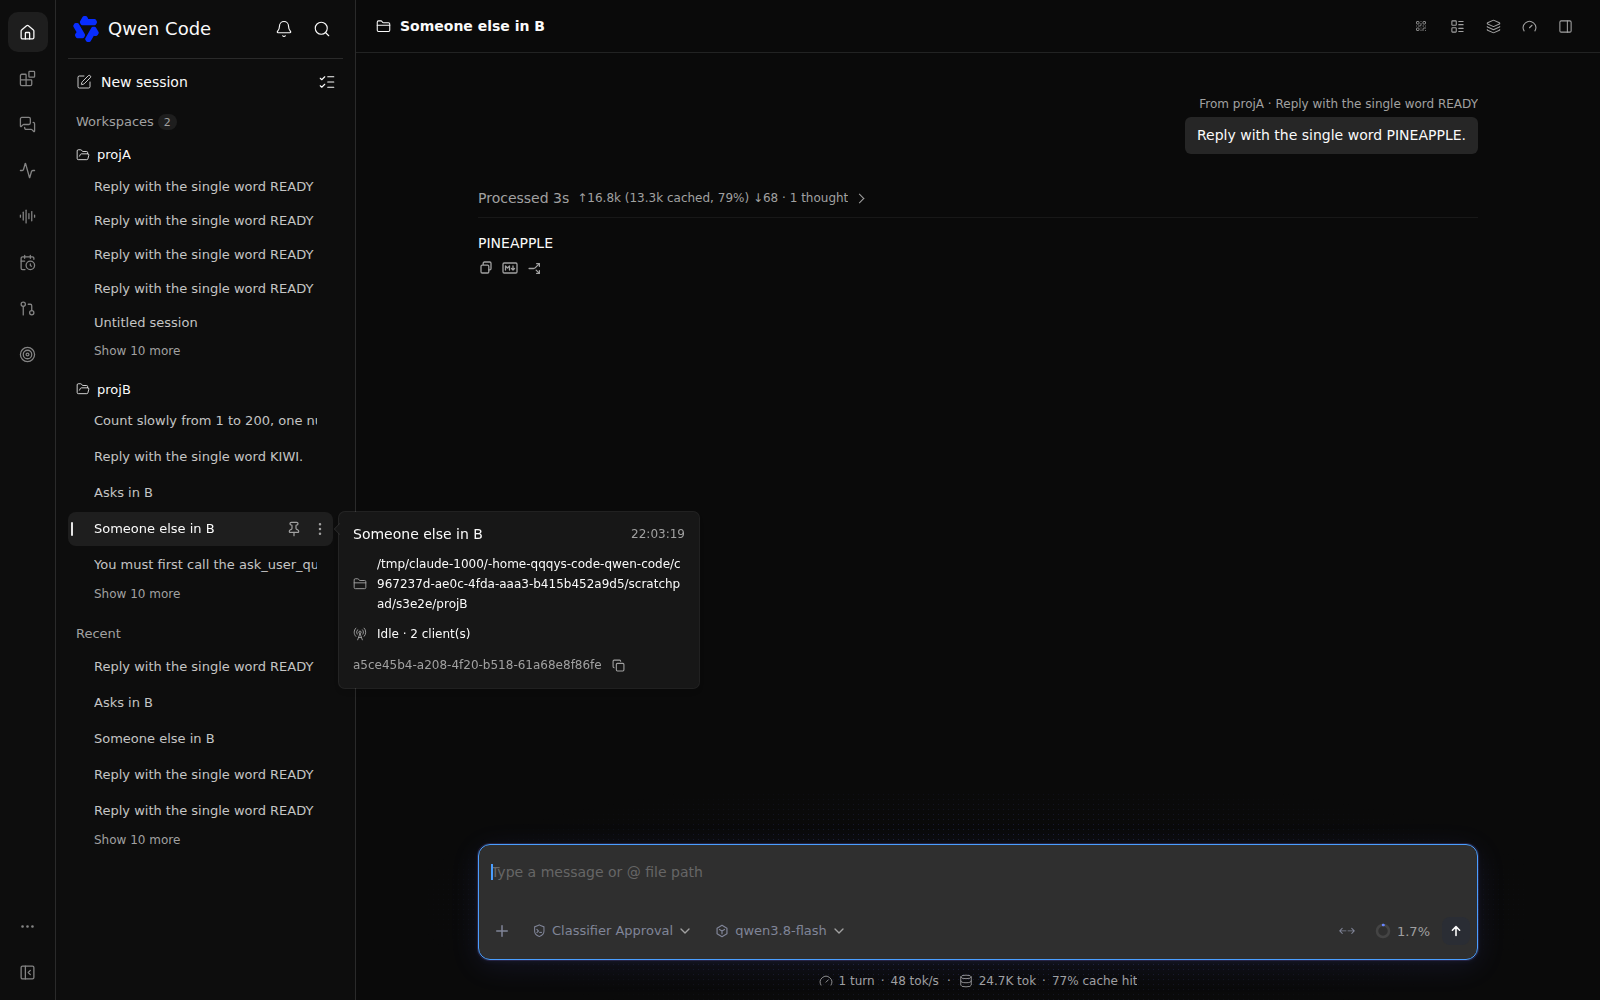 Qwen Code
New session
Workspaces 2
projA
Reply with the single word READY
Reply with the single word READY
Reply with the single word READY
Reply with the single word READY
Untitled session
Show 10 more
projB
Count slowly from 1 to 200, one nu
Reply with the single word KIWI.
Asks in B
Someone else in B
You must first call the ask_user_qu
Show 10 more
Recent
Reply with the single word READY
Asks in B
Someone else in B
Reply with the single word READY
Reply with the single word READY
Show 10 more
Someone else in B
From projA · Reply with the single word READY
Reply with the single word PINEAPPLE.
Processed 3s ↑16.8k (13.3k cached, 79%) ↓68 · 1 thought
PINEAPPLE
Someone else in B 22:03:19
/tmp/claude-1000/-home-qqqys-code-qwen-code/c
967237d-ae0c-4fda-aaa3-b415b452a9d5/scratchp
ad/s3e2e/projB
Idle · 2 client(s)
a5ce45b4-a208-4f20-b518-61a68e8f86fe
Type a message or @ file path
Classifier Approval qwen3.8-flash 1.7%
1 turn · 48 tok/s · 24.7K tok · 77% cache hit